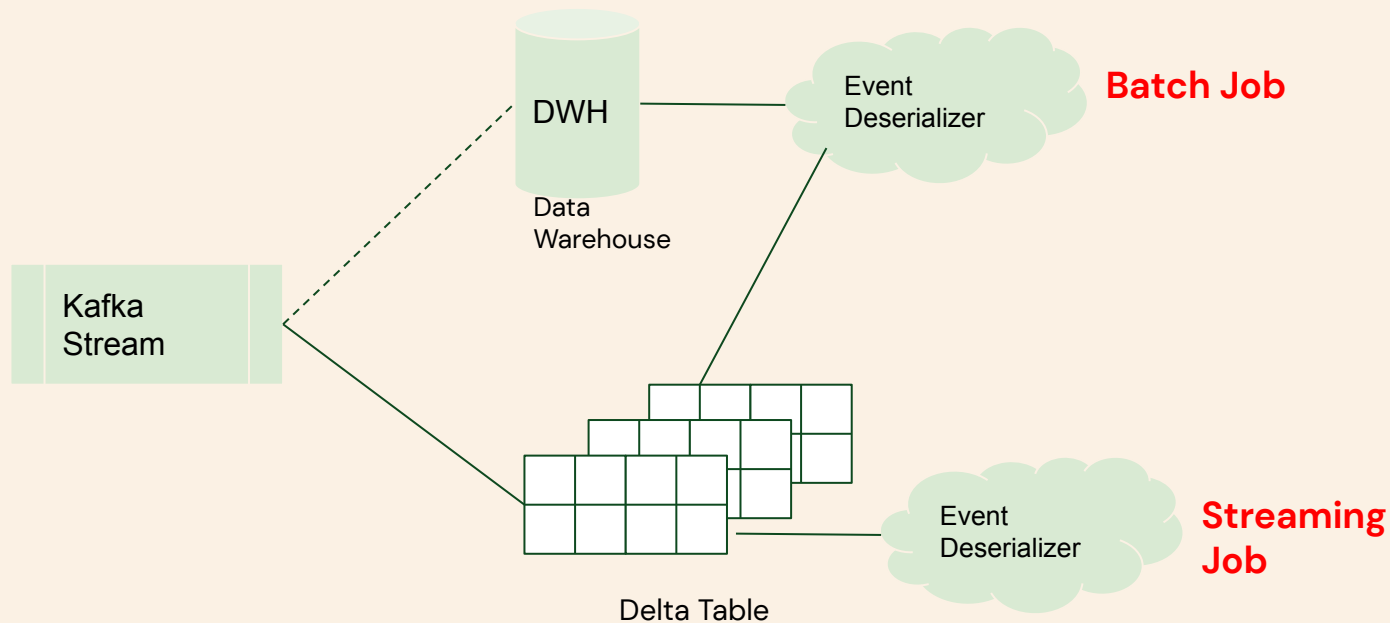 DWH
Data
Warehouse
Event
Deserializer
Batch Job
Kafka
Stream
Event
Deserializer
Streaming
Job
Delta Table